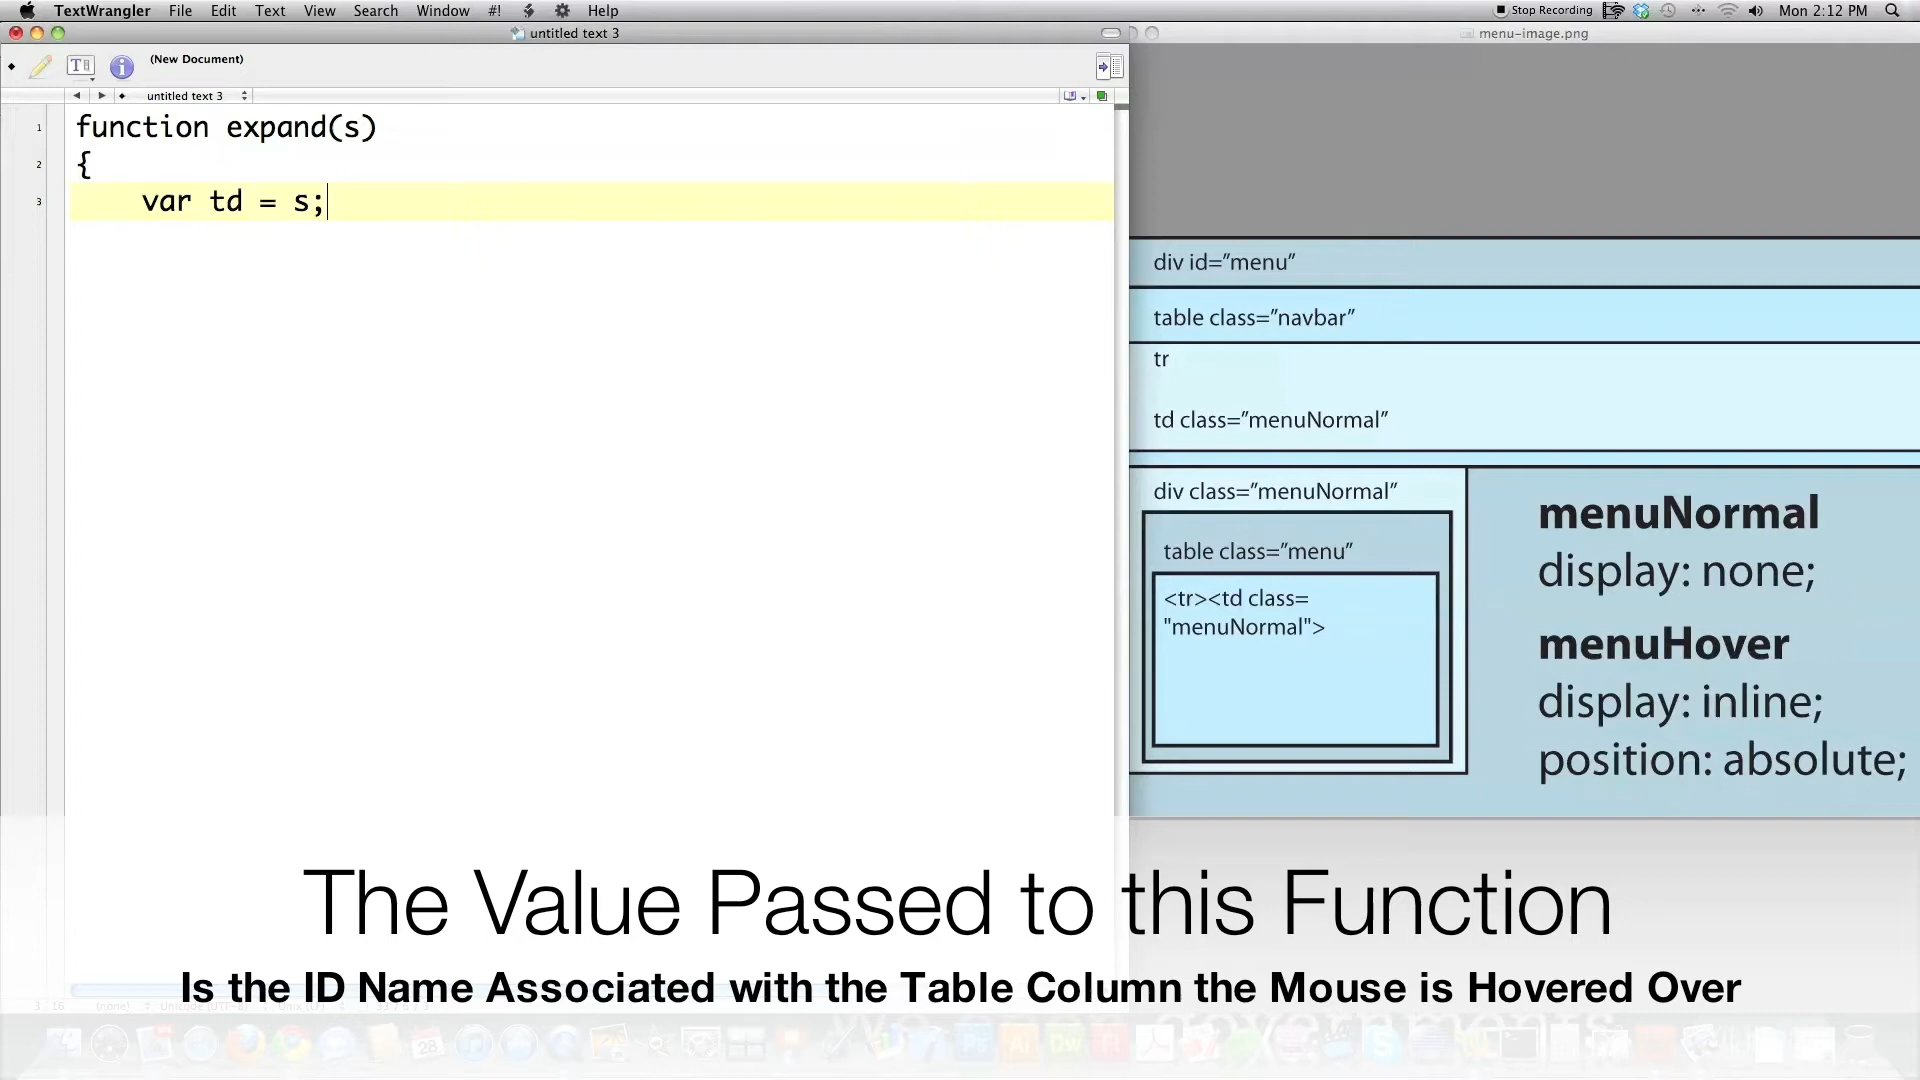 TextWrangler File Edit Text View Search Window #! Help
Stop Recording Mon 2:12 PM
untitled text 3
menu-image.png
(New Document)
untitled text 3
1 function expand(s)
2 {
3 var td = s;
div id=”menu”
table class=”navbar”
tr
td class=”menuNormal”
div class=”menuNormal”
table class=”menu”
<tr><td class=
"menuNormal">
menuNormal
display: none;
menuHover
display: inline;
position: absolute;
The Value Passed to this Function
Is the ID Name Associated with the Table Column the Mouse is Hovered Over